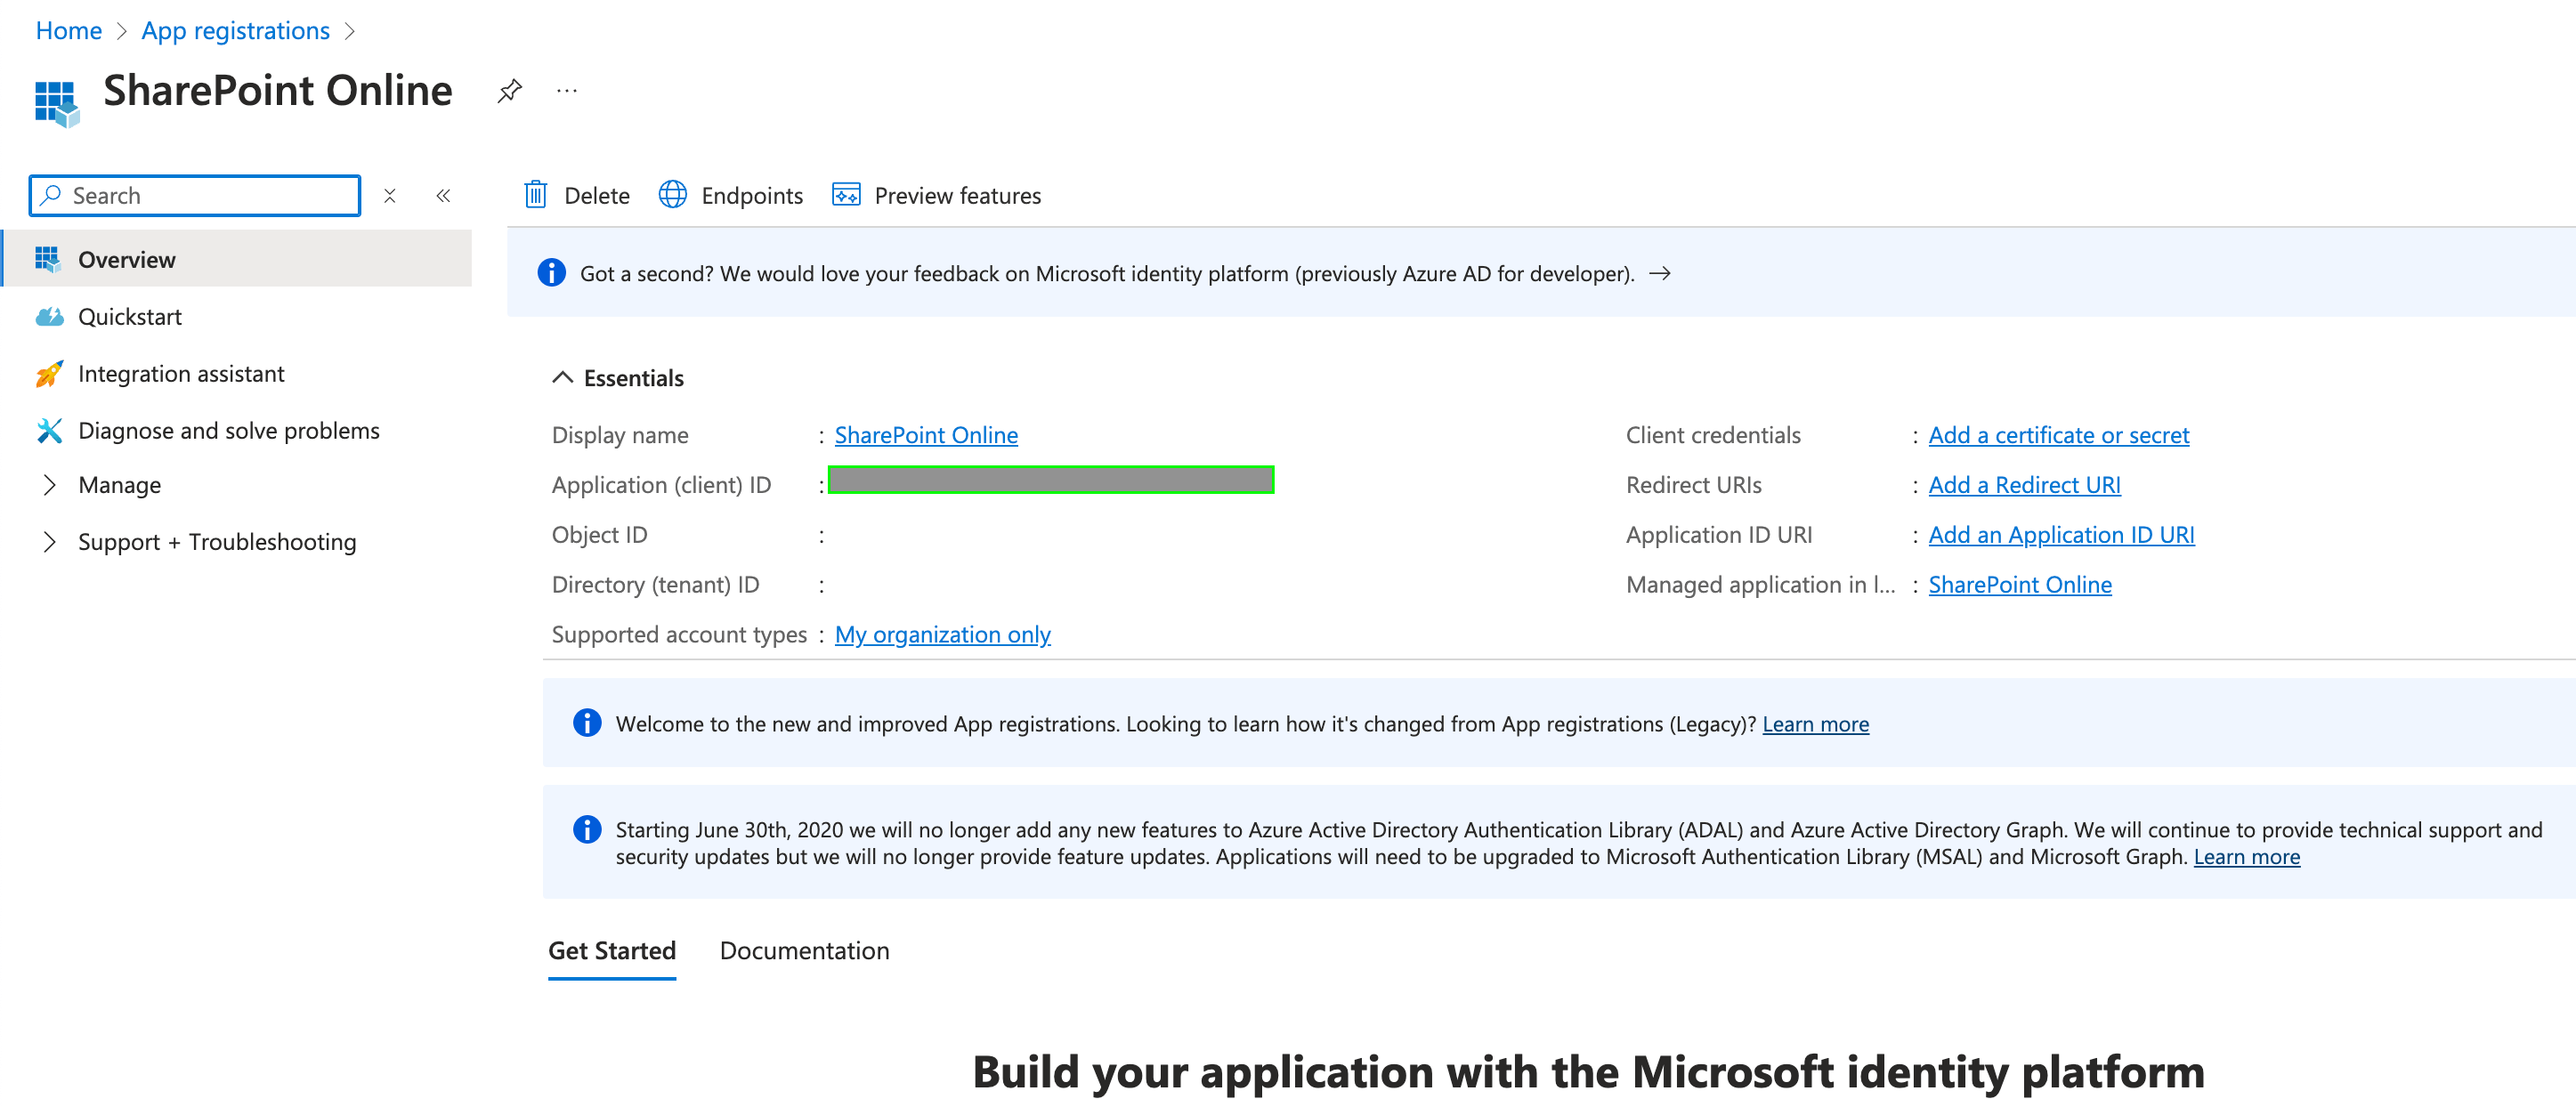 Home > App registrations >
SharePoint Online
...
Search
Delete Endpoints Preview features
Overview
Quickstart
Integration assistant
Diagnose and solve problems
Manage
Support + Troubleshooting
Got a second? We would love your feedback on Microsoft identity platform (previously Azure AD for developer). →
Essentials
Display name : SharePoint Online
Application (client) ID :
Object ID :
Directory (tenant) ID :
Supported account types : My organization only
Client credentials : Add a certificate or secret
Redirect URIs : Add a Redirect URI
Application ID URI : Add an Application ID URI
Managed application in l... : SharePoint Online
Welcome to the new and improved App registrations. Looking to learn how it's changed from App registrations (Legacy)? Learn more
Starting June 30th, 2020 we will no longer add any new features to Azure Active Directory Authentication Library (ADAL) and Azure Active Directory Graph. We will continue to provide technical support and
security updates but we will no longer provide feature updates. Applications will need to be upgraded to Microsoft Authentication Library (MSAL) and Microsoft Graph. Learn more
Get Started Documentation
Build your application with the Microsoft identity platform